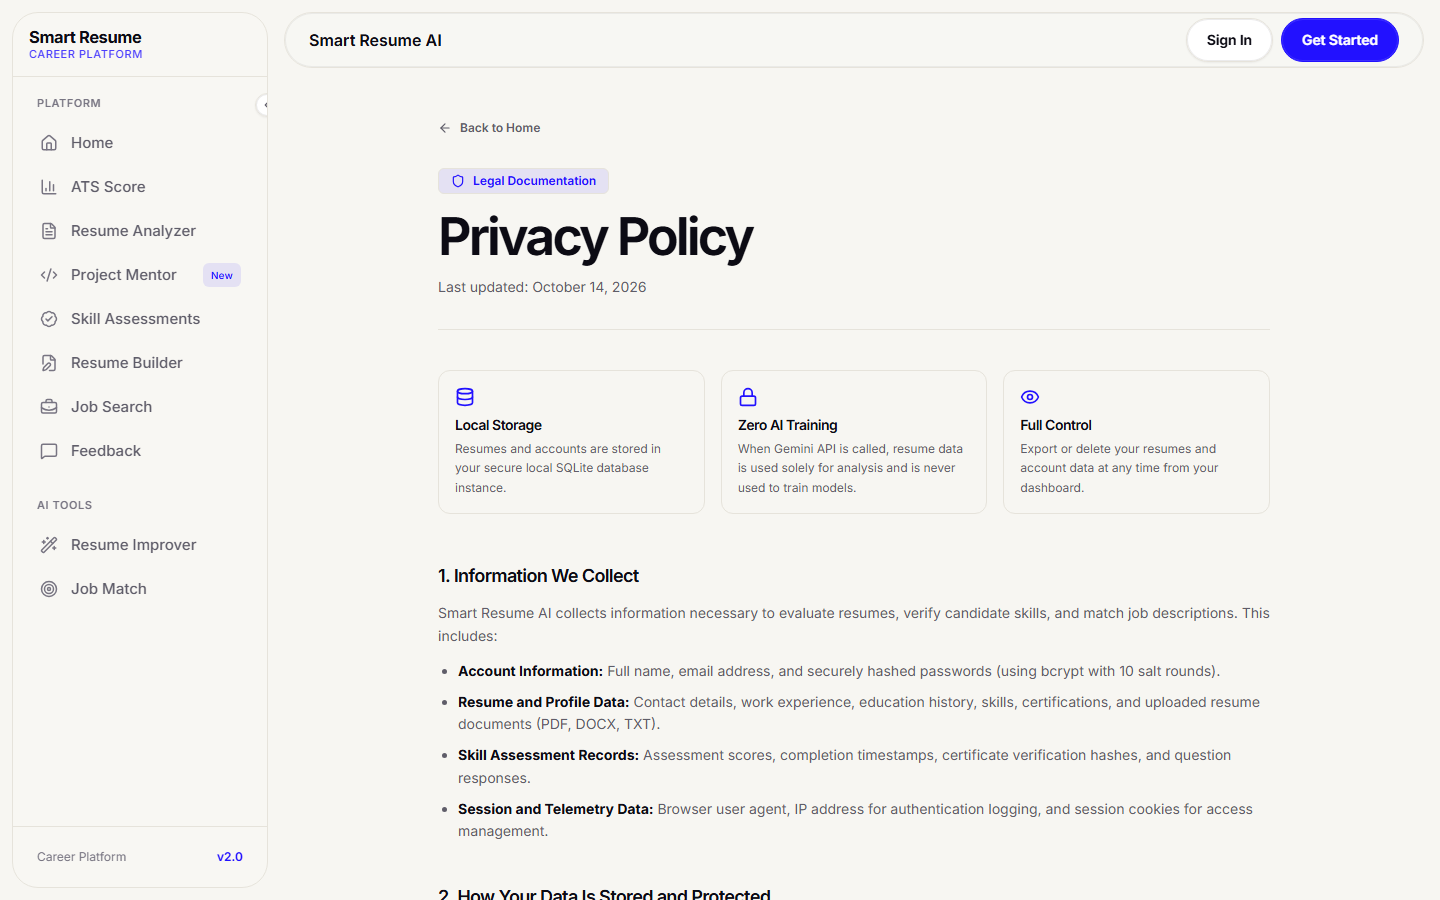 Smart Resume
CAREER PLATFORM
PLATFORM
Home
ATS Score
Resume Analyzer
Project Mentor
New
Skill Assessments
Resume Builder
Job Search
Feedback
AI TOOLS
Resume Improver
Job Match
Career Platform
v2.0
Smart Resume AI
Sign In
Get Started
Back to Home
Legal Documentation
Privacy Policy
Last updated: October 14, 2026
Local Storage
Resumes and accounts are stored in
your secure local SQLite database
instance.
Zero AI Training
When Gemini API is called, resume data
is used solely for analysis and is never
used to train models.
Full Control
Export or delete your resumes and
account data at any time from your
dashboard.
1. Information We Collect
Smart Resume AI collects information necessary to evaluate resumes, verify candidate skills, and match job descriptions. This
includes:
• Account Information: Full name, email address, and securely hashed passwords (using bcrypt with 10 salt rounds).
• Resume and Profile Data: Contact details, work experience, education history, skills, certifications, and uploaded resume
documents (PDF, DOCX, TXT).
• Skill Assessment Records: Assessment scores, completion timestamps, certificate verification hashes, and question
responses.
• Session and Telemetry Data: Browser user agent, IP address for authentication logging, and session cookies for access
management.
2. How Your Data Is Stored and Protected